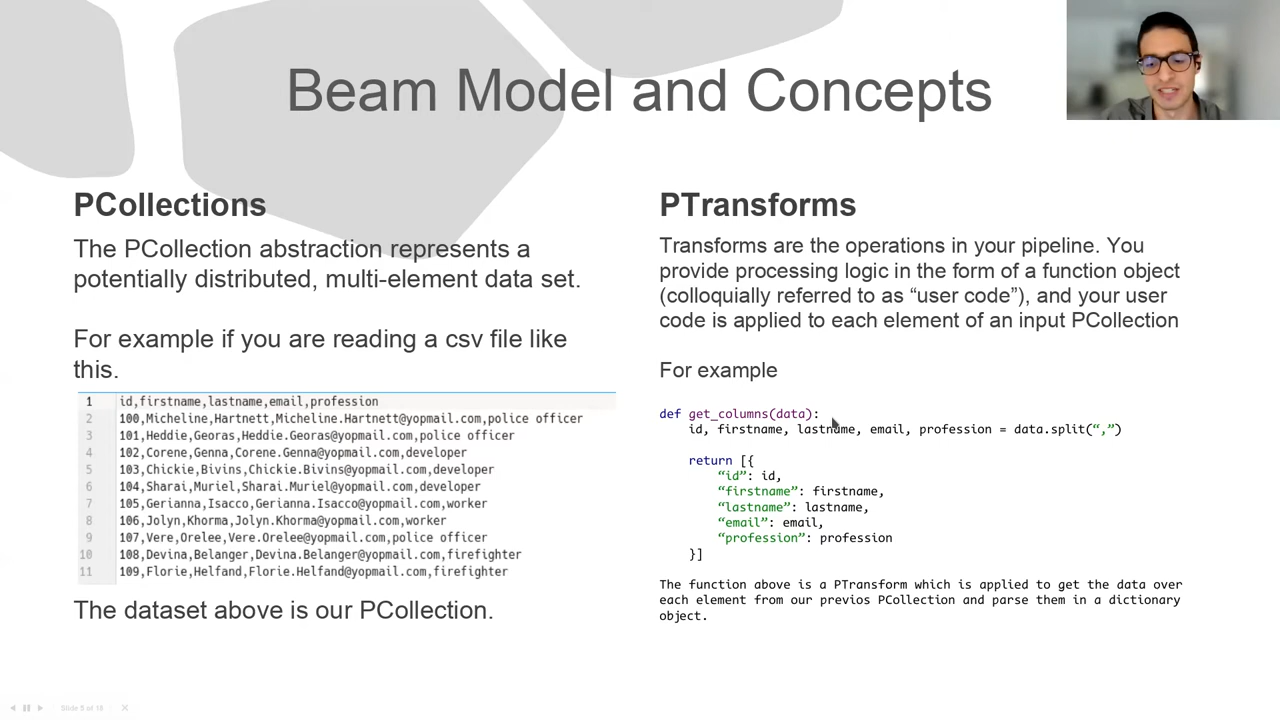 Beam Model and Concepts
PCollections
The PCollection abstraction represents a
potentially distributed, multi-element data set.
For example if you are reading a csv file like
this.
1 id,firstname,lastname,email,profession
2 100,Micheline,Hartnett,Micheline.Hartnett@yopmail.com,police officer
3 101,Heddie,Georas,Heddie.Georas@yopmail.com,police officer
4 102,Corene,Genna,Corene.Genna@yopmail.com,developer
5 103,Chickie,Bivins,Chickie.Bivins@yopmail.com,developer
6 104,Sharai,Muriel,Sharai.Muriel@yopmail.com,developer
7 105,Gerianna,Isacco,Gerianna.Isacco@yopmail.com,worker
8 106,Jolyn,Khorma,Jolyn.Khorma@yopmail.com,worker
9 107,Vere,Orelee,Vere.Orelee@yopmail.com,police officer
10 108,Devina,Belanger,Devina.Belanger@yopmail.com,firefighter
11 109,Florie,Helfand,Florie.Helfand@yopmail.com,firefighter
The dataset above is our PCollection.
PTransforms
Transforms are the operations in your pipeline. You
provide processing logic in the form of a function object
(colloquially referred to as “user code”), and your user
code is applied to each element of an input PCollection
For example
def get_columns(data):
id, firstname, lastname, email, profession = data.split(“,”)
return [{
“id”: id,
“firstname”: firstname,
“lastname”: lastname,
“email”: email,
“profession”: profession
}]
The function above is a PTransform which is applied to get the data over
each element from our previos PCollection and parse them in a dictionary
object.
Slide 9 of 18